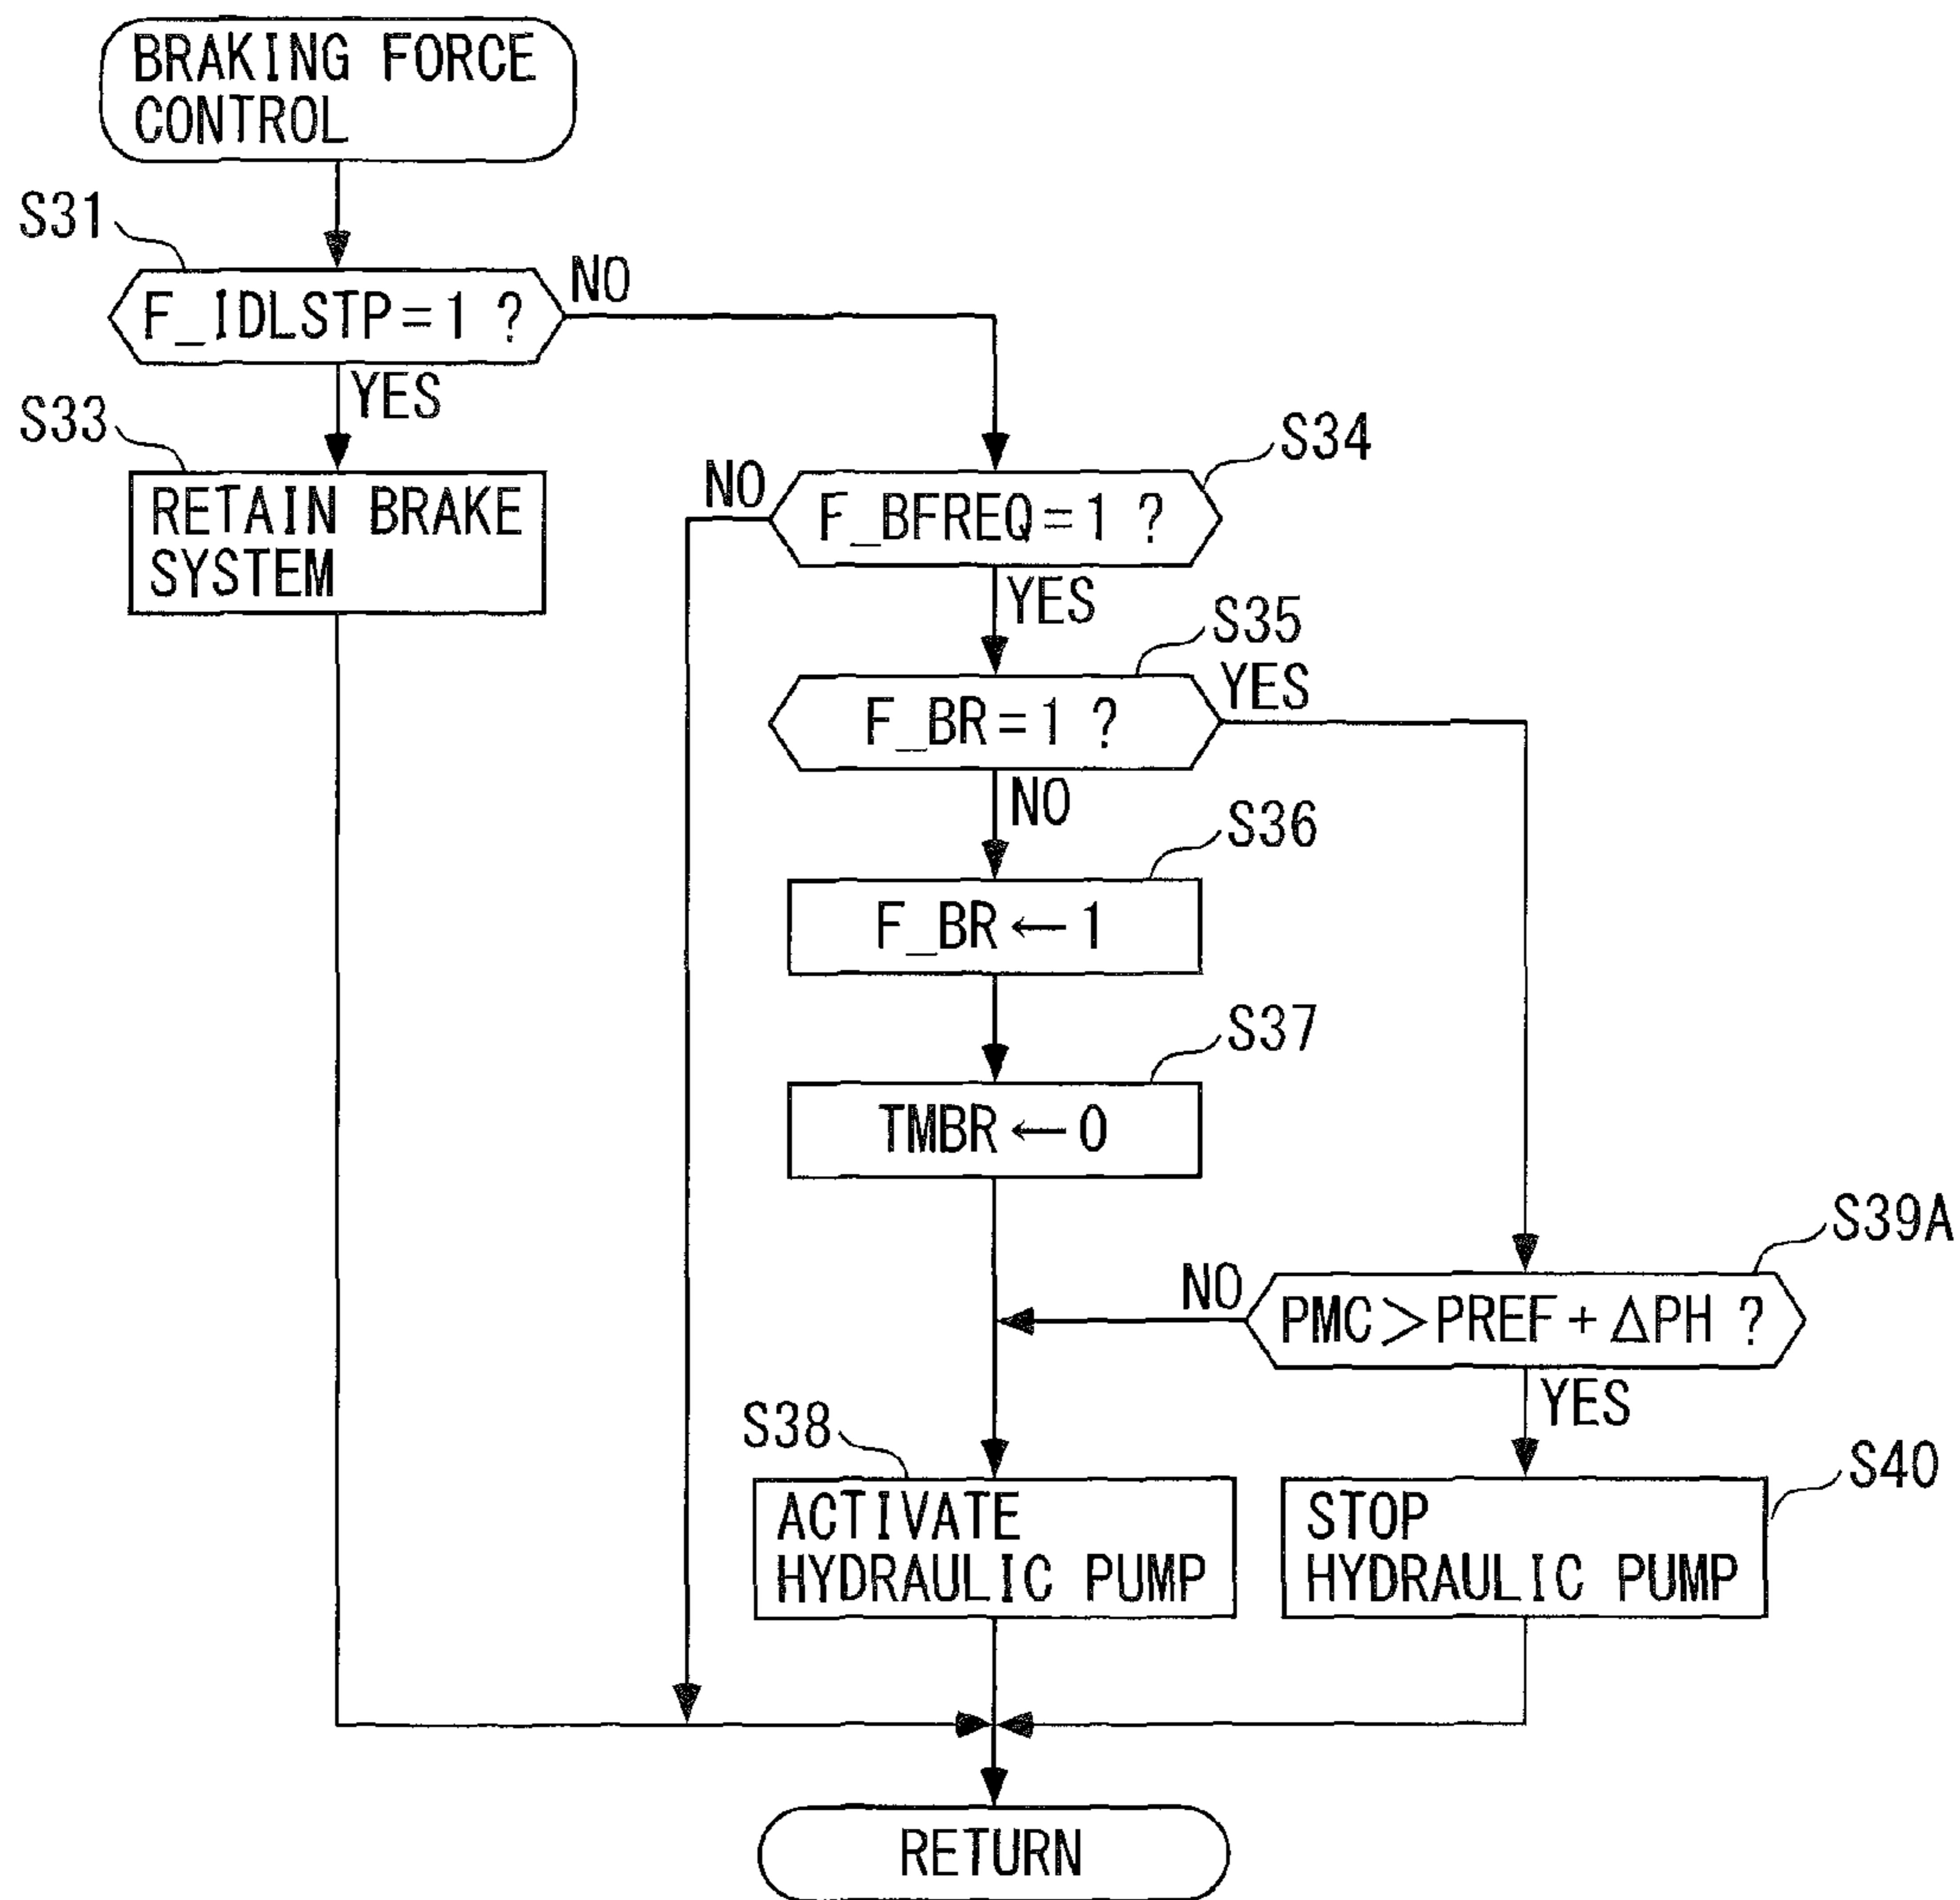 BRAKING FORCE
CONTROL
S31
F_IDLSTP=1 ?
NO
YES
S33
RETAIN BRAKE
SYSTEM
S34
NO
F_BFREQ=1 ?
YES
S35
YES
F_BR=1 ?
NO
S36
F_BR←1
S37
TMBR←0
S39A
NO
PMC>PREF+ΔPH ?
YES
S38
S40
ACTIVATE
HYDRAULIC PUMP
STOP
HYDRAULIC PUMP
RETURN